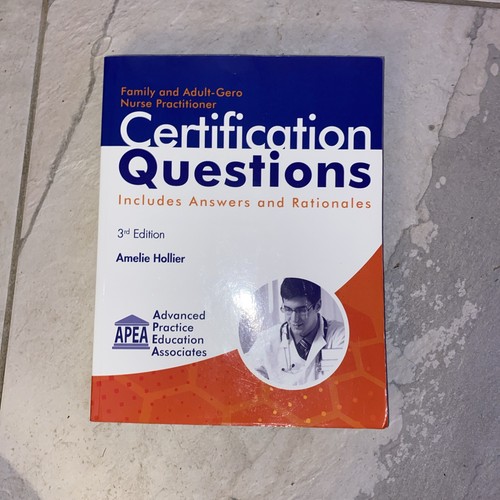 Family and Adult-Gero
Nurse Practitioner
Certification
Questions
Includes Answers and Rationales
3rd Edition
Amelie Hollier
APEA
Advanced
Practice
Education
Associates